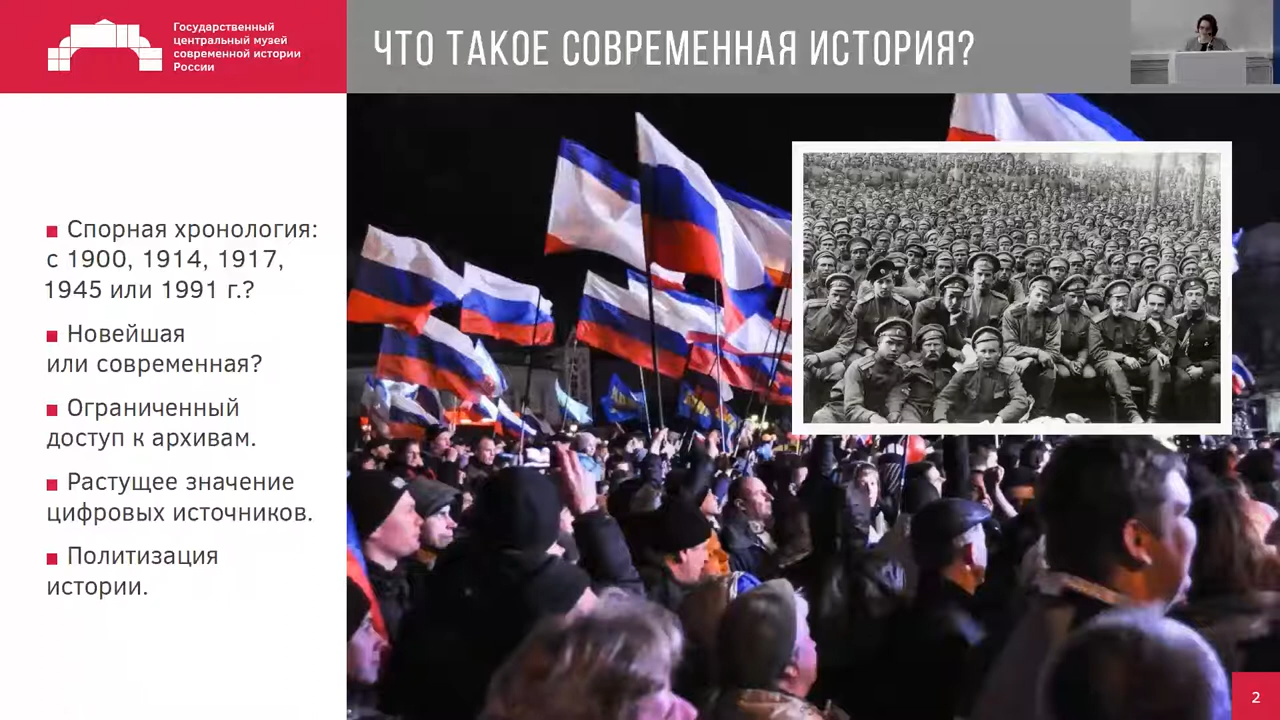 Государственный
центральный музей
современной истории
России
ЧТО ТАКОЕ СОВРЕМЕННАЯ ИСТОРИЯ?
Спорная хронология:
с 1900, 1914, 1917,
1945 или 1991 г.?
Новейшая
или современная?
Ограниченный
доступ к архивам.
Растущее значение
цифровых источников.
Политизация
истории.
2